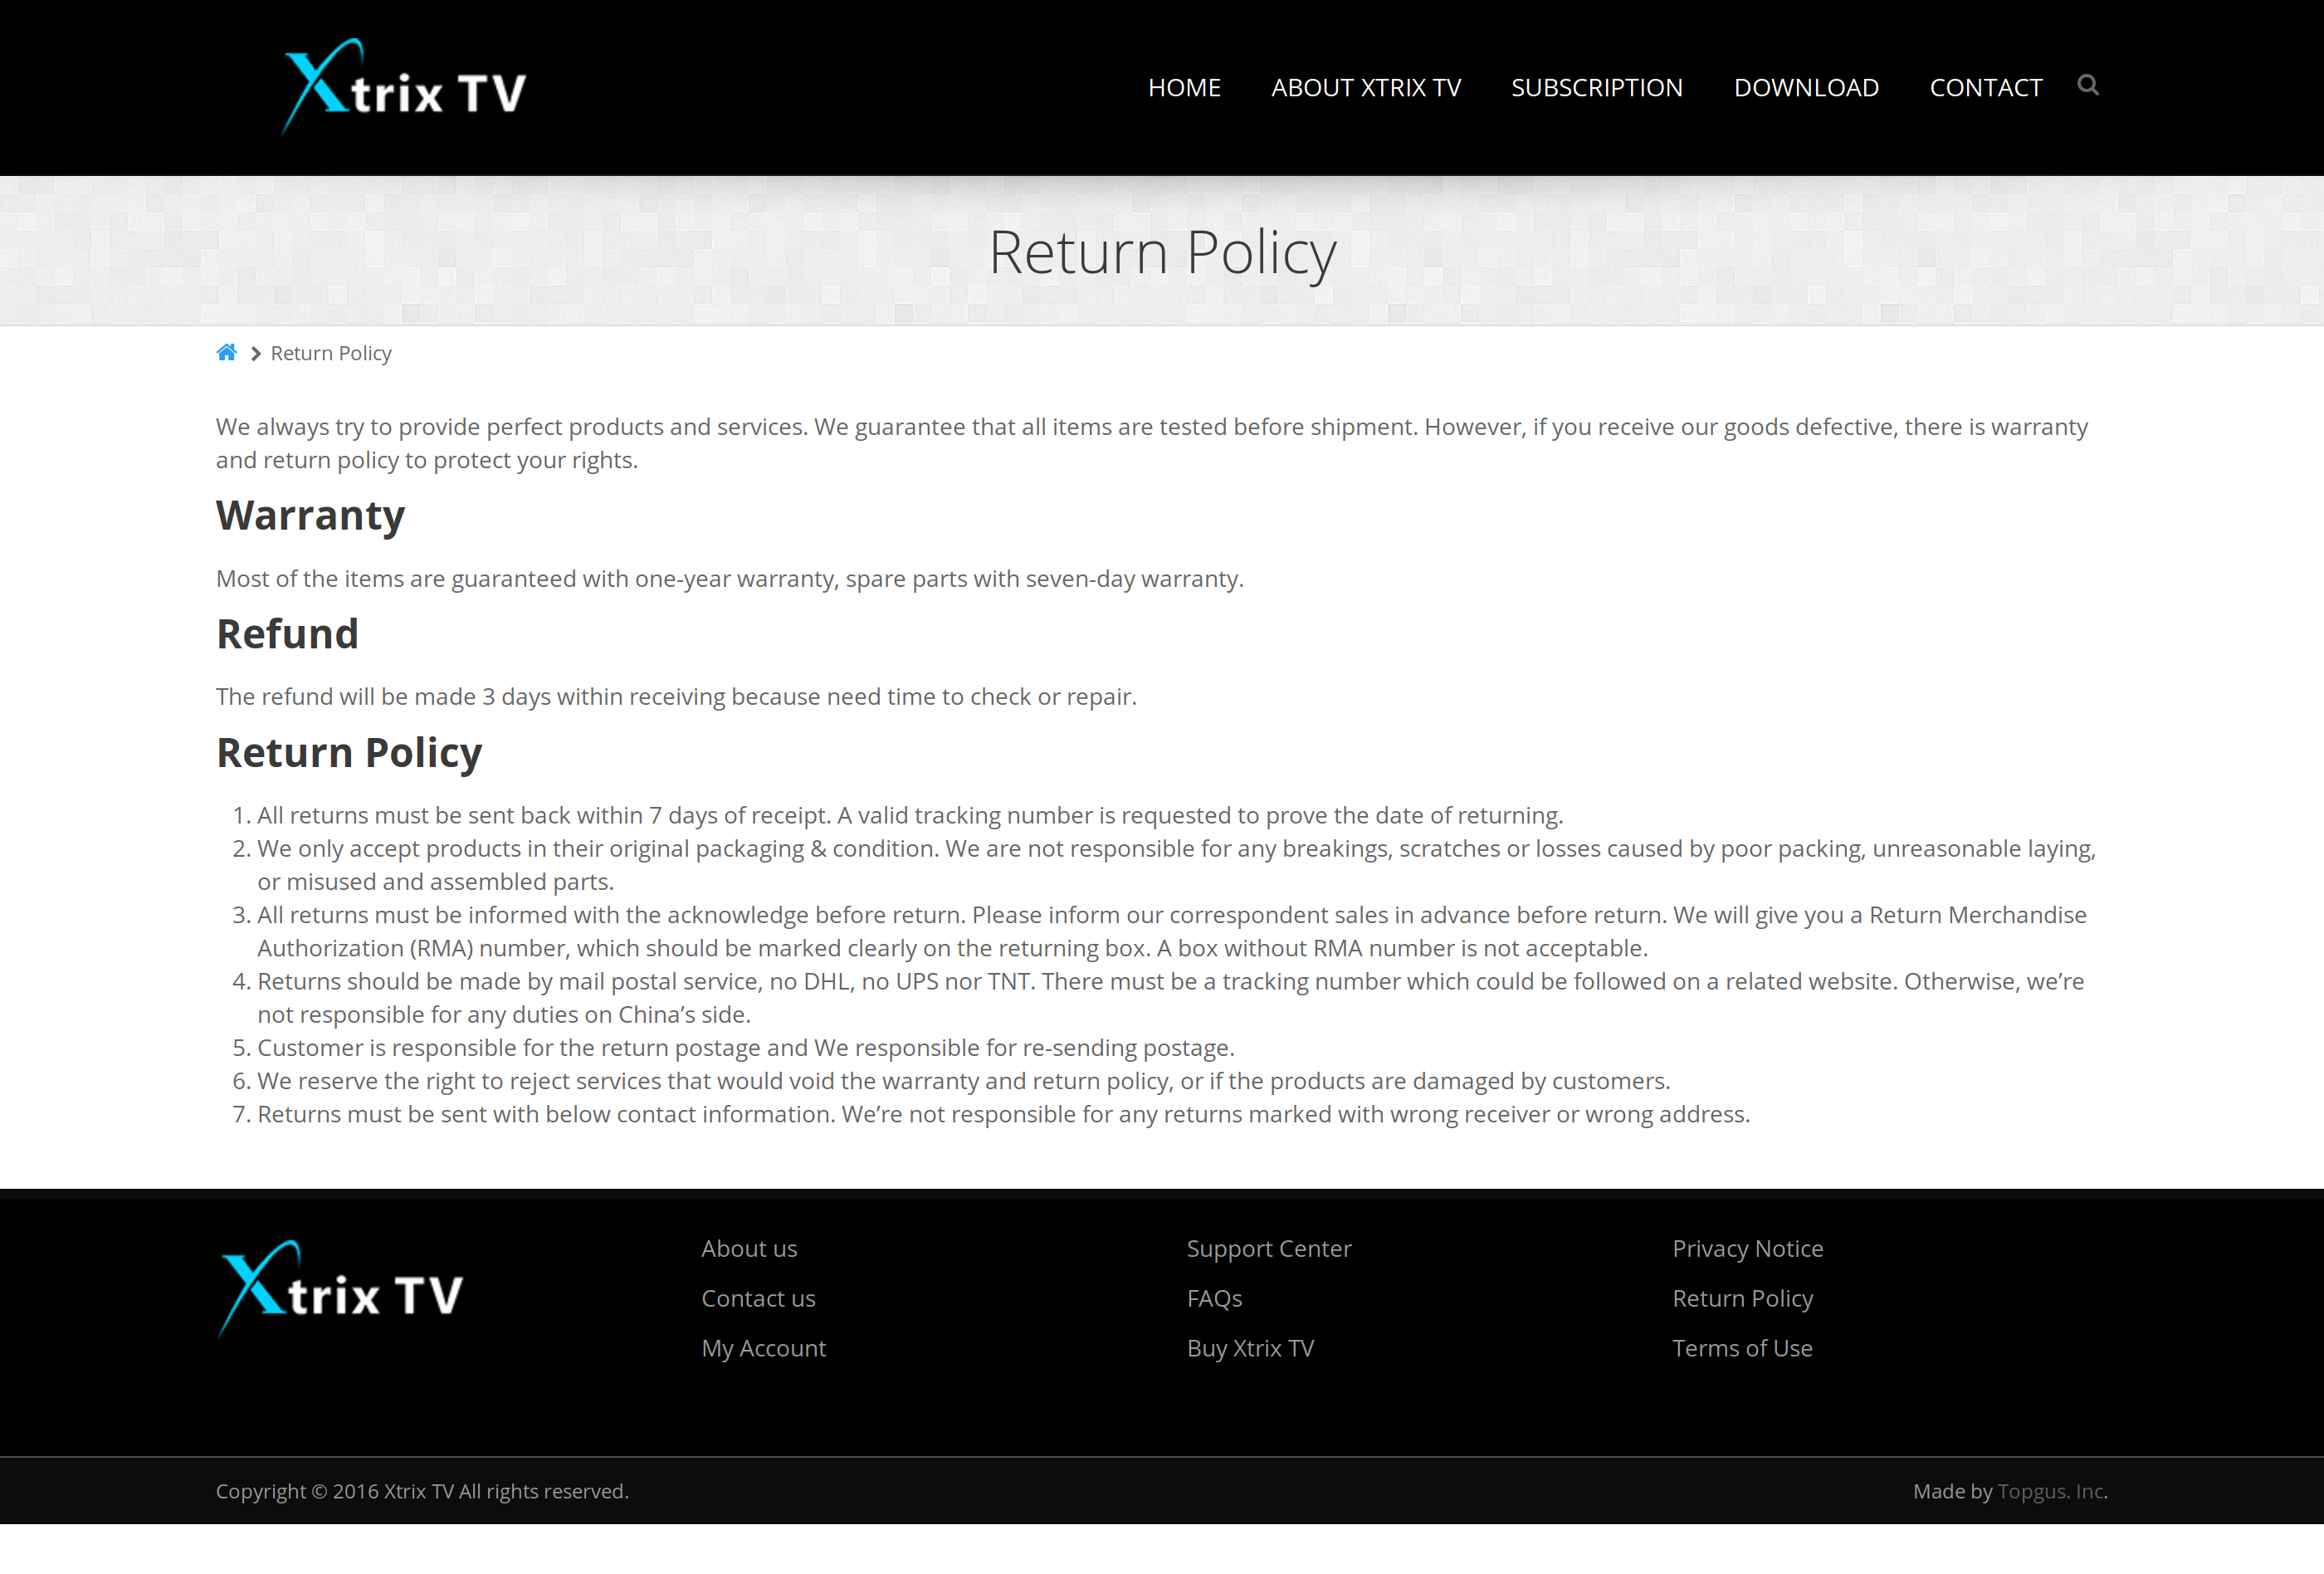 Xtrix TV
HOME ABOUT XTRIX TV SUBSCRIPTION DOWNLOAD CONTACT
Return Policy
Return Policy
We always try to provide perfect products and services. We guarantee that all items are tested before shipment. However, if you receive our goods defective, there is warranty
and return policy to protect your rights.
Warranty
Most of the items are guaranteed with one-year warranty, spare parts with seven-day warranty.
Refund
The refund will be made 3 days within receiving because need time to check or repair.
Return Policy
1. All returns must be sent back within 7 days of receipt. A valid tracking number is requested to prove the date of returning.
2. We only accept products in their original packaging & condition. We are not responsible for any breakings, scratches or losses caused by poor packing, unreasonable laying,
or misused and assembled parts.
3. All returns must be informed with the acknowledge before return. Please inform our correspondent sales in advance before return. We will give you a Return Merchandise
Authorization (RMA) number, which should be marked clearly on the returning box. A box without RMA number is not acceptable.
4. Returns should be made by mail postal service, no DHL, no UPS nor TNT. There must be a tracking number which could be followed on a related website. Otherwise, we’re
not responsible for any duties on China’s side.
5. Customer is responsible for the return postage and We responsible for re-sending postage.
6. We reserve the right to reject services that would void the warranty and return policy, or if the products are damaged by customers.
7. Returns must be sent with below contact information. We’re not responsible for any returns marked with wrong receiver or wrong address.
Xtrix TV
About us
Contact us
My Account
Support Center
FAQs
Buy Xtrix TV
Privacy Notice
Return Policy
Terms of Use
Copyright © 2016 Xtrix TV All rights reserved.
Made by Topgus. Inc.